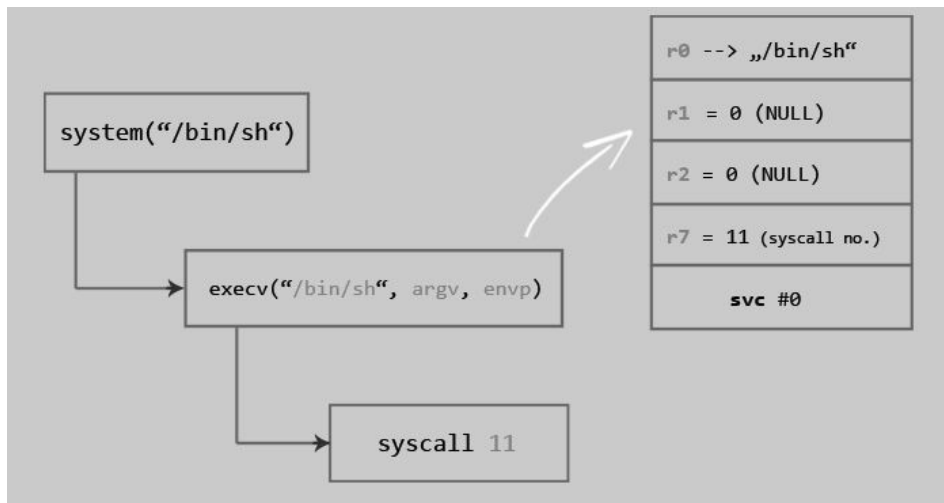 system(“/bin/sh“)
execv(“/bin/sh“, argv, envp)
syscall 11
r0 --> „/bin/sh“
r1 = 0 (NULL)
r2 = 0 (NULL)
r7 = 11 (syscall no.)
svc #0